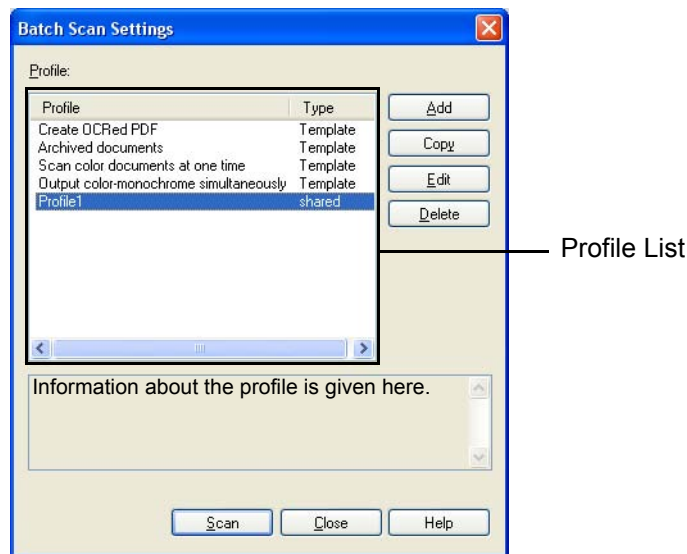 Batch Scan Settings
Profile:
Profile Type
Create OCRed PDF Template
Archived documents Template
Scan color documents at one time Template
Output color-monochrome simultaneously Template
Profile1 shared
Add
Copy
Edit
Delete
Profile List
Information about the profile is given here.
Scan Close Help